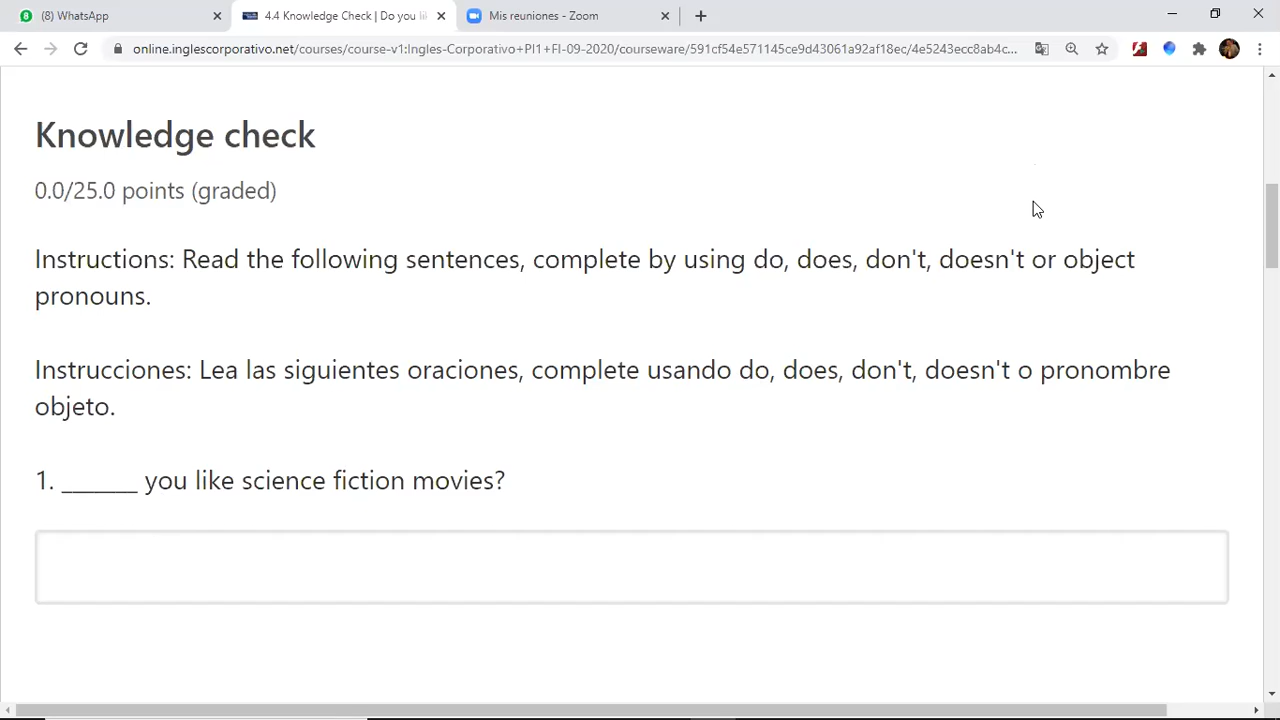 (8) WhatsApp
4.4 Knowledge Check | Do you li
Mis reuniones - Zoom
online.inglescorporativo.net/courses/course-v1:Ingles-Corporativo+PI1+FI-09-2020/courseware/591cf54e571145ce9d43061a92af18ec/4e5243ecc8ab4c...
Knowledge check
0.0/25.0 points (graded)
Instructions: Read the following sentences, complete by using do, does, don't, doesn't or object
pronouns.
Instrucciones: Lea las siguientes oraciones, complete usando do, does, don't, doesn't o pronombre
objeto.
1. ______ you like science fiction movies?